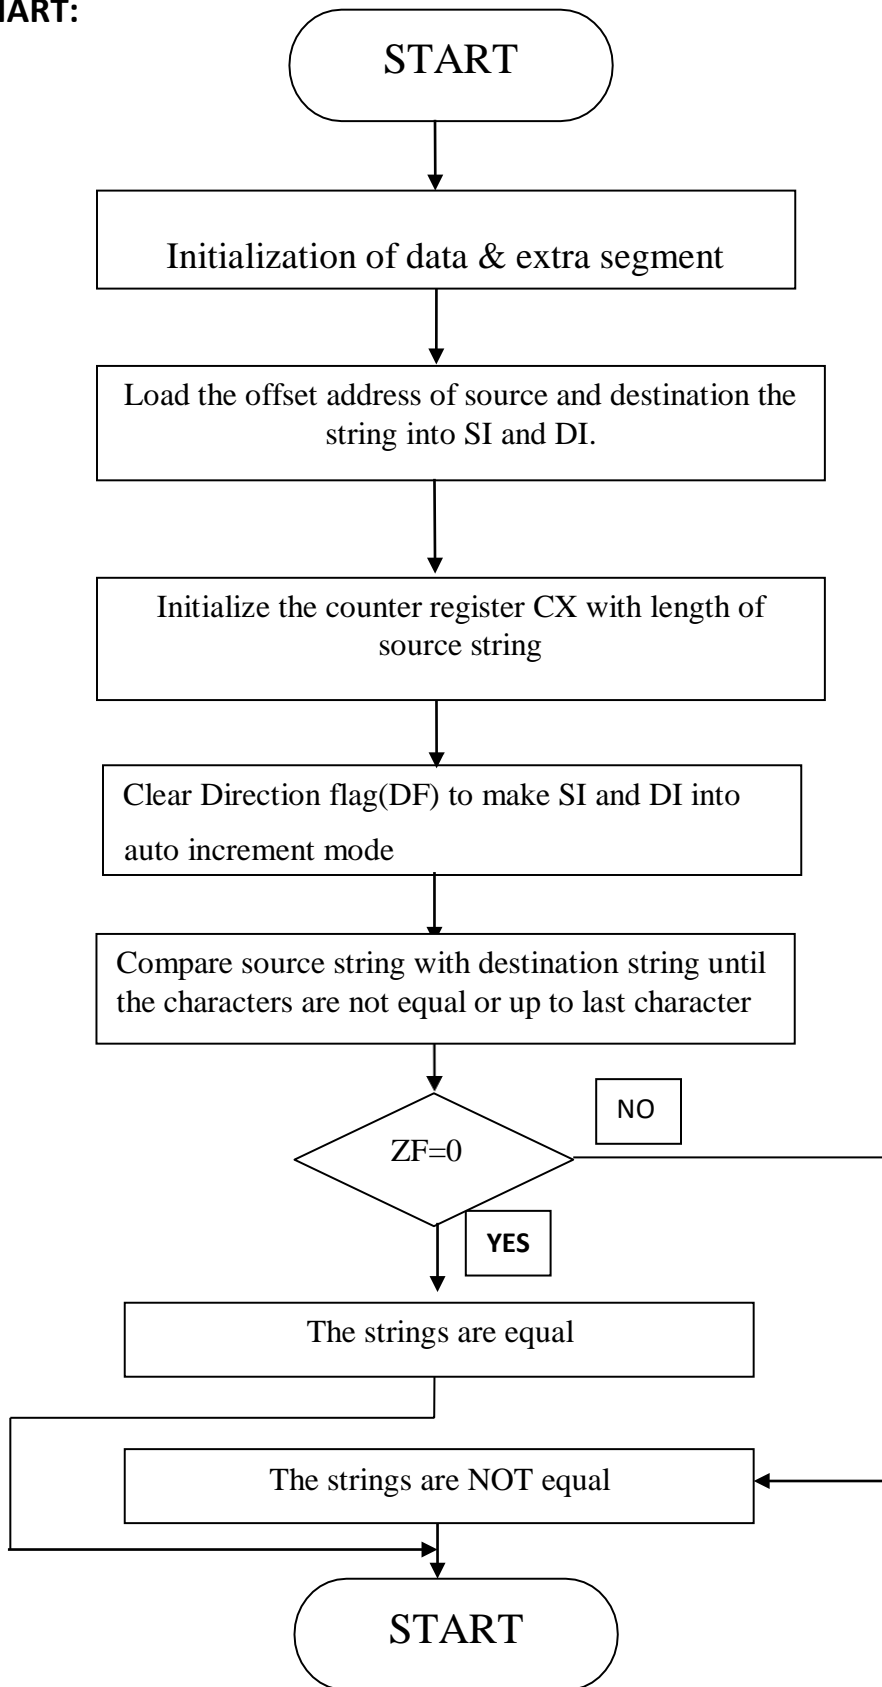 HART:
START
Initialization of data & extra segment
Load the offset address of source and destination the
string into SI and DI.
Initialize the counter register CX with length of
source string
Clear Direction flag(DF) to make SI and DI into
auto increment mode
Compare source string with destination string until
the characters are not equal or up to last character
NO
ZF=0
YES
The strings are equal
The strings are NOT equal
START